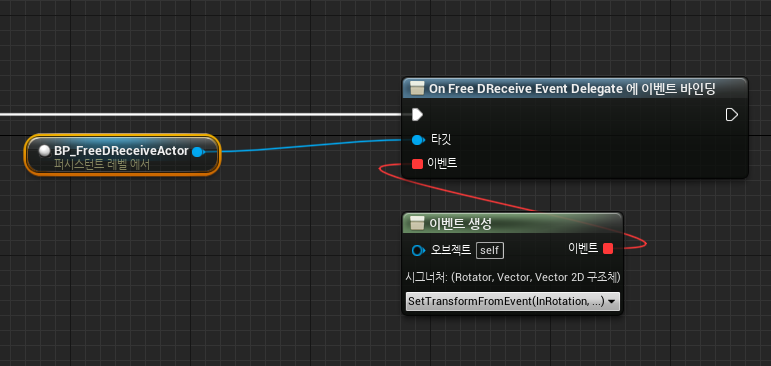 On Free DReceive Event Delegate 에 이벤트 바인딩
BP_FreeDReceiveActor
퍼시스턴트 레벨 에서
타깃
이벤트
이벤트 생성
오브젝트 self 이벤트
시그너처: (Rotator, Vector, Vector 2D 구조체)
SetTransformFromEvent(InRotation, ...)